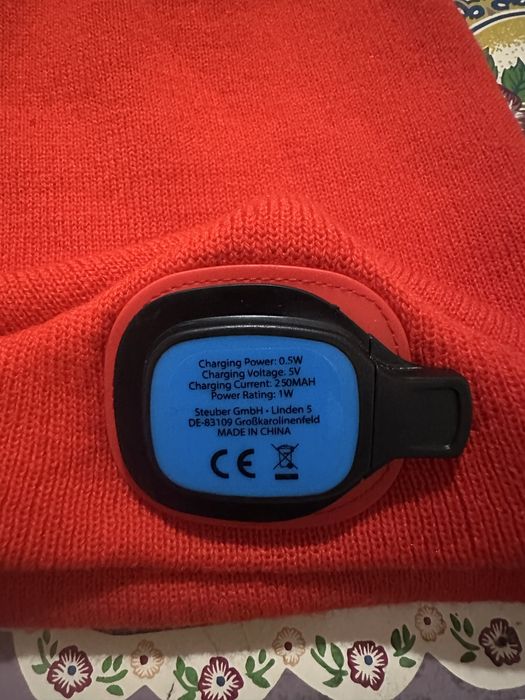 Charging Power: 0.5W
Charging Voltage: 5V
Charging Current: 250MAH
Power Rating: 1W
Steuber GmbH · Linden 5
DE-83109 Großkarolinenfeld
MADE IN CHINA
CE